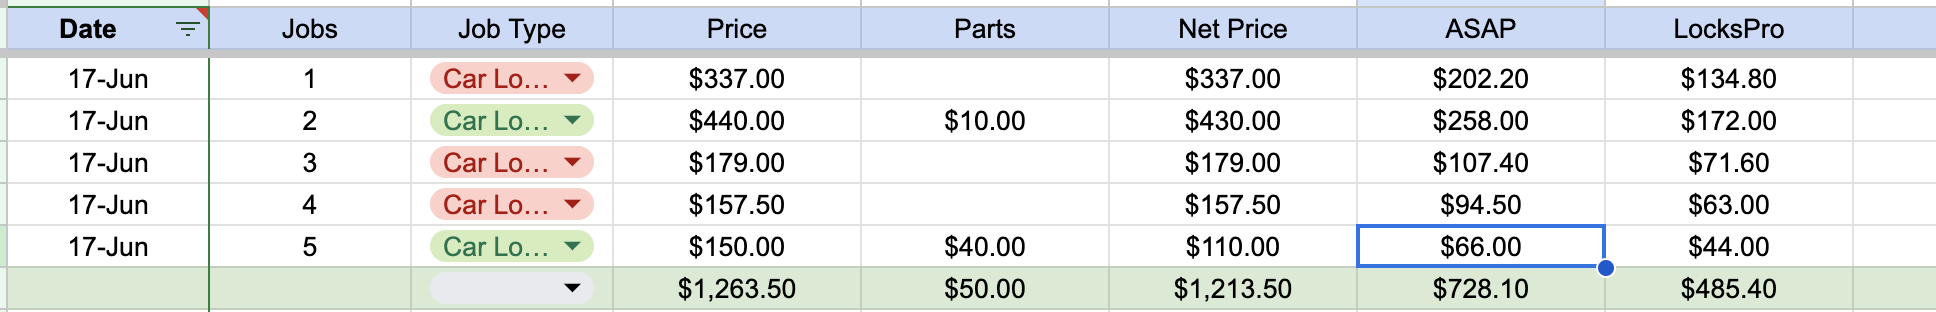 Date Jobs Job Type Price Parts Net Price ASAP LocksPro
17-Jun 1 Car Lo... $337.00 $337.00 $202.20 $134.80
17-Jun 2 Car Lo... $440.00 $10.00 $430.00 $258.00 $172.00
17-Jun 3 Car Lo... $179.00 $179.00 $107.40 $71.60
17-Jun 4 Car Lo... $157.50 $157.50 $94.50 $63.00
17-Jun 5 Car Lo... $150.00 $40.00 $110.00 $66.00 $44.00
$1,263.50 $50.00 $1,213.50 $728.10 $485.40